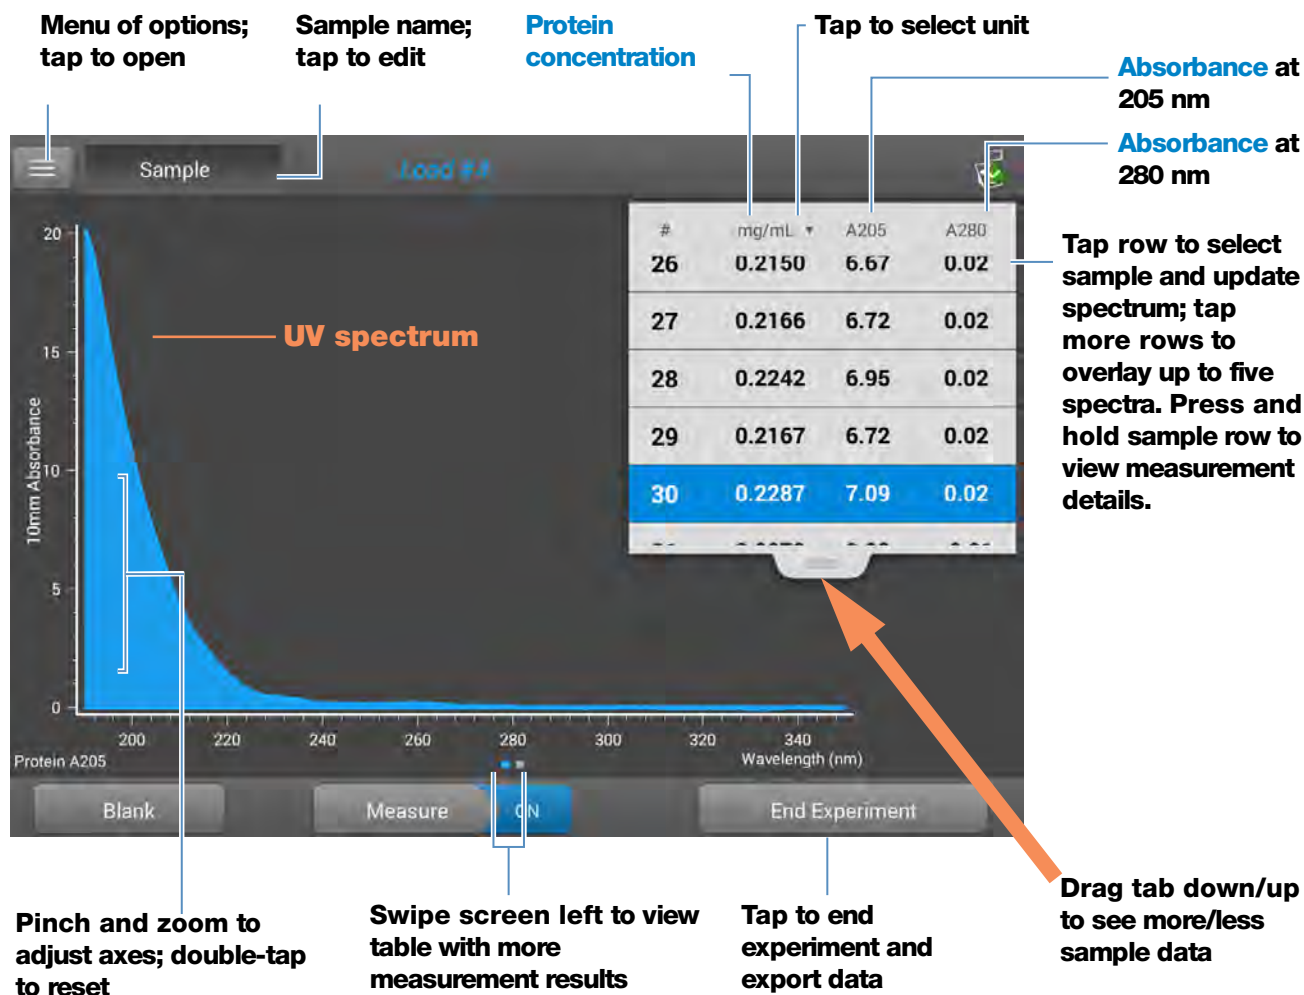 Menu of options;
tap to open
Sample name;
tap to edit
Protein
concentration
Tap to select unit
Absorbance at
205 nm
Absorbance at
280 nm
Sample
Load ##
# mg/mL A205 A280
26 0.2150 6.67 0.02
27 0.2166 6.72 0.02
28 0.2242 6.95 0.02
29 0.2167 6.72 0.02
30 0.2287 7.09 0.02
Tap row to select
sample and update
spectrum; tap
more rows to
overlay up to five
spectra. Press and
hold sample row to
view measurement
details.
UV spectrum
20
15
10
5
0
10mm Absorbance
200 220 240 260 280 300 320 340
Protein A205
Wavelength (nm)
Blank
Measure
ON
End Experiment
Pinch and zoom to
adjust axes; double-tap
to reset
Swipe screen left to view
table with more
measurement results
Tap to end
experiment and
export data
Drag tab down/up
to see more/less
sample data